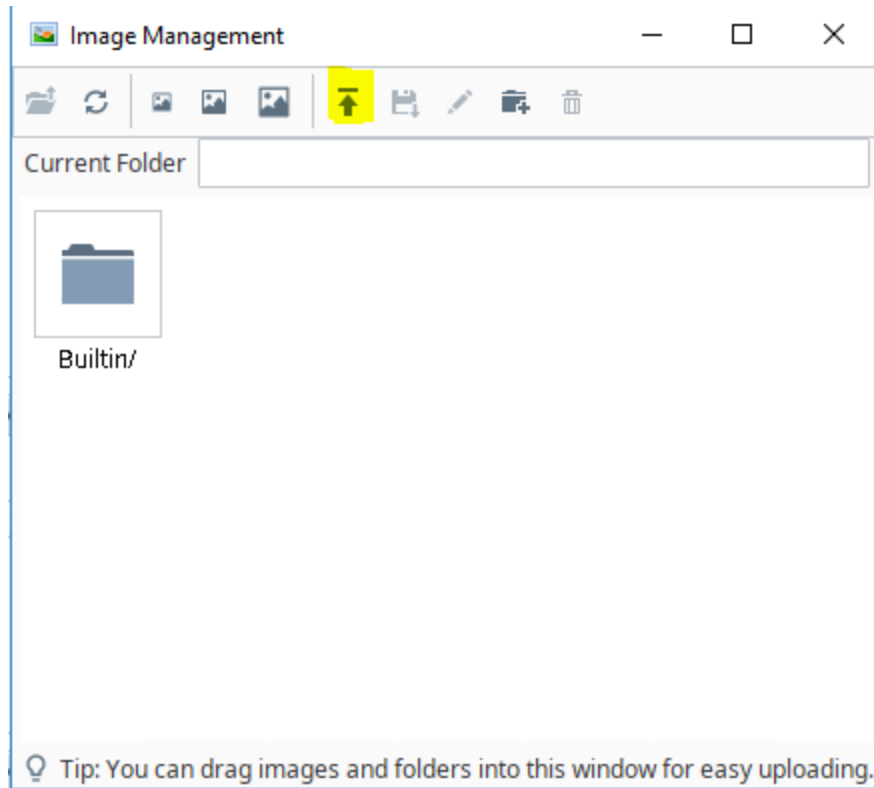 Image Management
Current Folder
Builtin/
Tip: You can drag images and folders into this window for easy uploading.